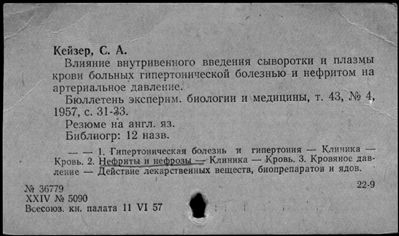 Кейзер, С. А.
Влияние внутривенного введения сыворотки и плазмы
крови больных гипертонической болезнью и нефритом на
артериальное давление.
Бюллетень эксперим. биологии и медицины, т. 43, № 4,
1957, с. 31-33.
Резюме на англ. яз.
Библиогр: 12 назв.
— — 1. Гипертоническая болезнь и гипертония — Клиника —
Кровь. 2. Нефриты и нефрозы — Клиника — Кровь. 3. Кровяное дав-
ление — Действие лекарственных веществ, биопрепаратов и ядов.
№ 36779 22-9
XXIV № 5090
Всесоюз. кн. палата 11 VI 57